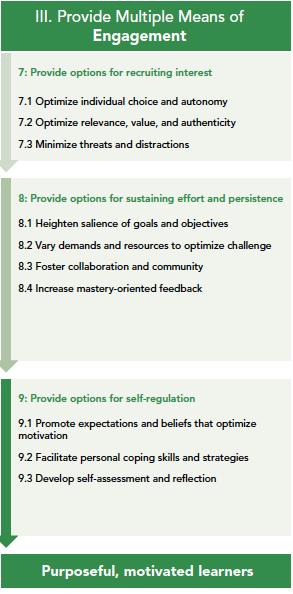 III. Provide Multiple Means of
Engagement
7: Provide options for recruiting interest
7.1 Optimize individual choice and autonomy
7.2 Optimize relevance, value, and authenticity
7.3 Minimize threats and distractions
8: Provide options for sustaining effort and persistence
8.1 Heighten salience of goals and objectives
8.2 Vary demands and resources to optimize challenge
8.3 Foster collaboration and community
8.4 Increase mastery-oriented feedback
9: Provide options for self-regulation
9.1 Promote expectations and beliefs that optimize
motivation
9.2 Facilitate personal coping skills and strategies
9.3 Develop self-assessment and reflection
Purposeful, motivated learners